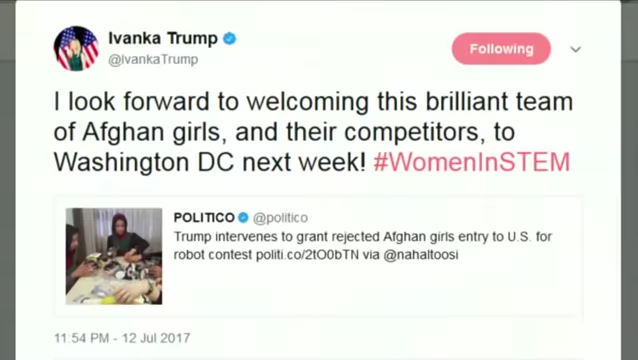 Ivanka Trump
@IvankaTrump
Following
I look forward to welcoming this brilliant team
of Afghan girls, and their competitors, to
Washington DC next week! #WomenInSTEM
POLITICO @politico
Trump intervenes to grant rejected Afghan girls entry to U.S. for
robot contest politi.co/2tO0bTN via @nahaltoosi
11:54 PM - 12 Jul 2017